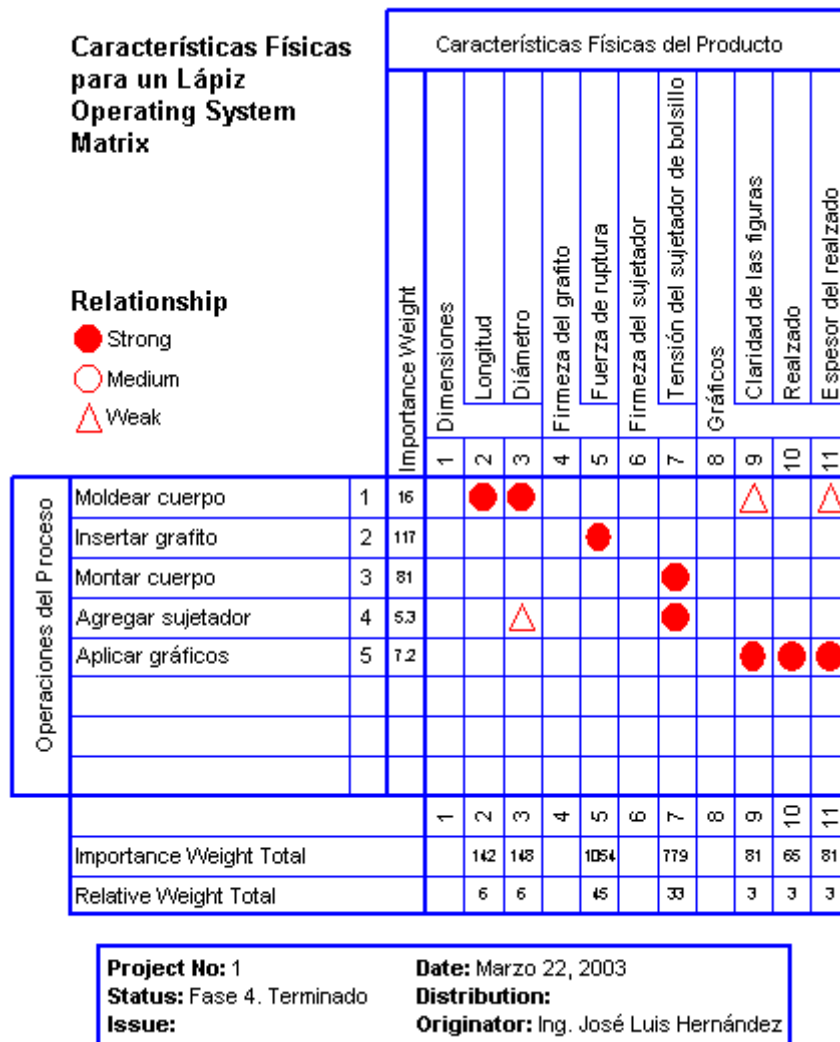 Características Físicas
para un Lápiz
Operating System
Matrix
Características Físicas del Producto
Relationship
Strong
Medium
Weak
Importance Weight
Dimensiones
Longitud
Diámetro
Firmeza del grafito
Fuerza de ruptura
Firmeza del sujetador
Tensión del sujetador de bolsillo
Gráficos
Claridad de las figuras
Realzado
Espesor del realzado
1 2 3 4 5 6 7 8 9 10 11
Operaciones del Proceso
Moldear cuerpo 1 16
Insertar grafito 2 117
Montar cuerpo 3 81
Agregar sujetador 4 5.3
Aplicar gráficos 5 7.2
1 2 3 4 5 6 7 8 9 10 11
Importance Weight Total 142 148 1054 779 81 65 81
Relative Weight Total 6 6 45 33 3 3 3
Project No: 1 Date: Marzo 22, 2003
Status: Fase 4. Terminado Distribution:
Issue: Originator: Ing. José Luis Hernández